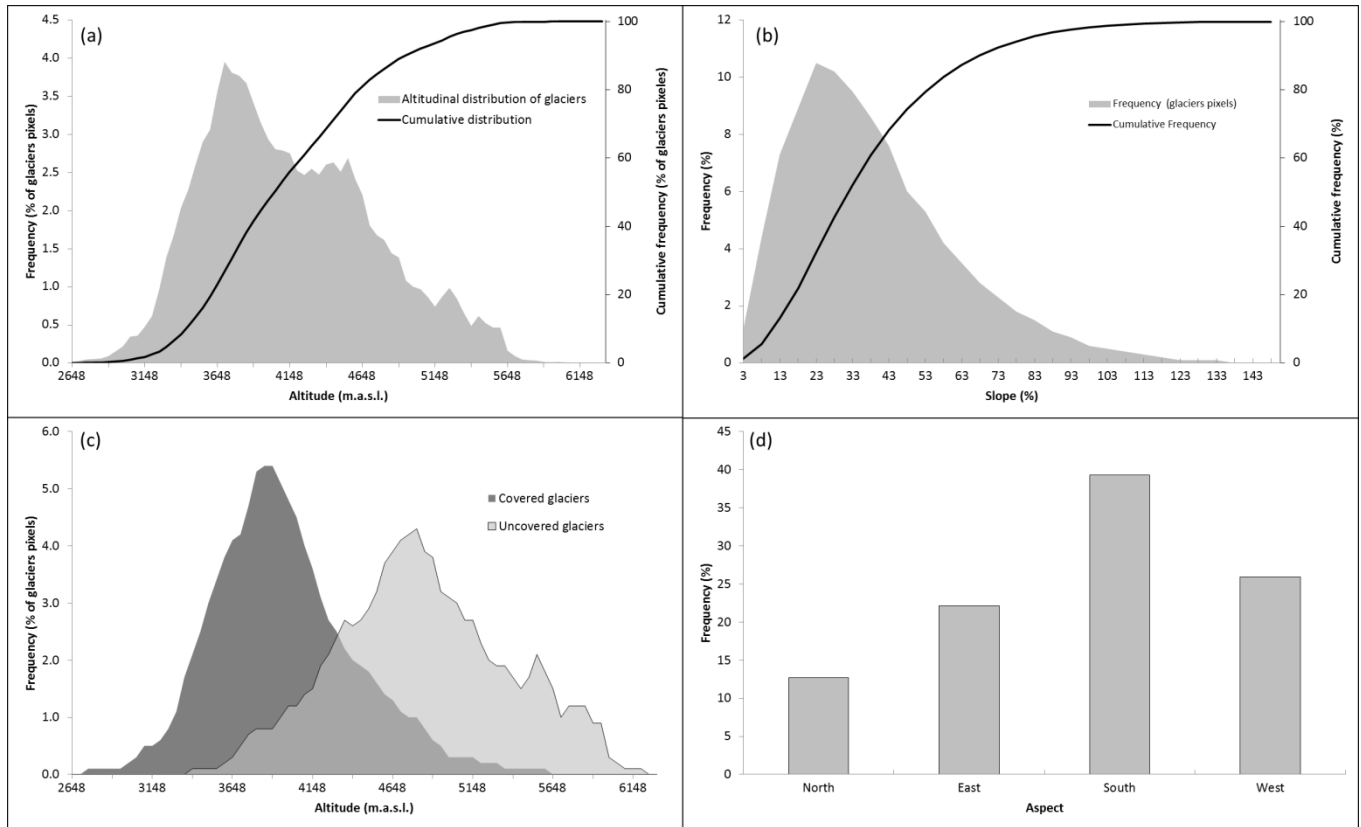 (a)
4.5
4.0
3.5
3.0
2.5
2.0
1.5
1.0
0.5
0.0
Frequency (% of glaciers pixels)
100
80
60
40
20
0
Cumulative frequency (% of glaciers pixels)
Altitudinal distribution of glaciers
Cumulative distribution
2648 3148 3648 4148 4648 5148 5648 6148
Altitude (m.a.s.l.)
(b)
12
10
8
6
4
2
0
Frequency (%)
100
80
60
40
20
0
Cumulative frequency (%)
Frequency (glaciers pixels)
Cumulative Frequency
3 13 23 33 43 53 63 73 83 93 103 113 123 133 143
Slope (%)
(c)
6.0
5.0
4.0
3.0
2.0
1.0
0.0
Frequency (% of glaciers pixels)
Covered glaciers
Uncovered glaciers
2648 3148 3648 4148 4648 5148 5648 6148
Altitude (m.a.s.l.)
(d)
45
40
35
30
25
20
15
10
5
0
Frequency (%)
North East South West
Aspect